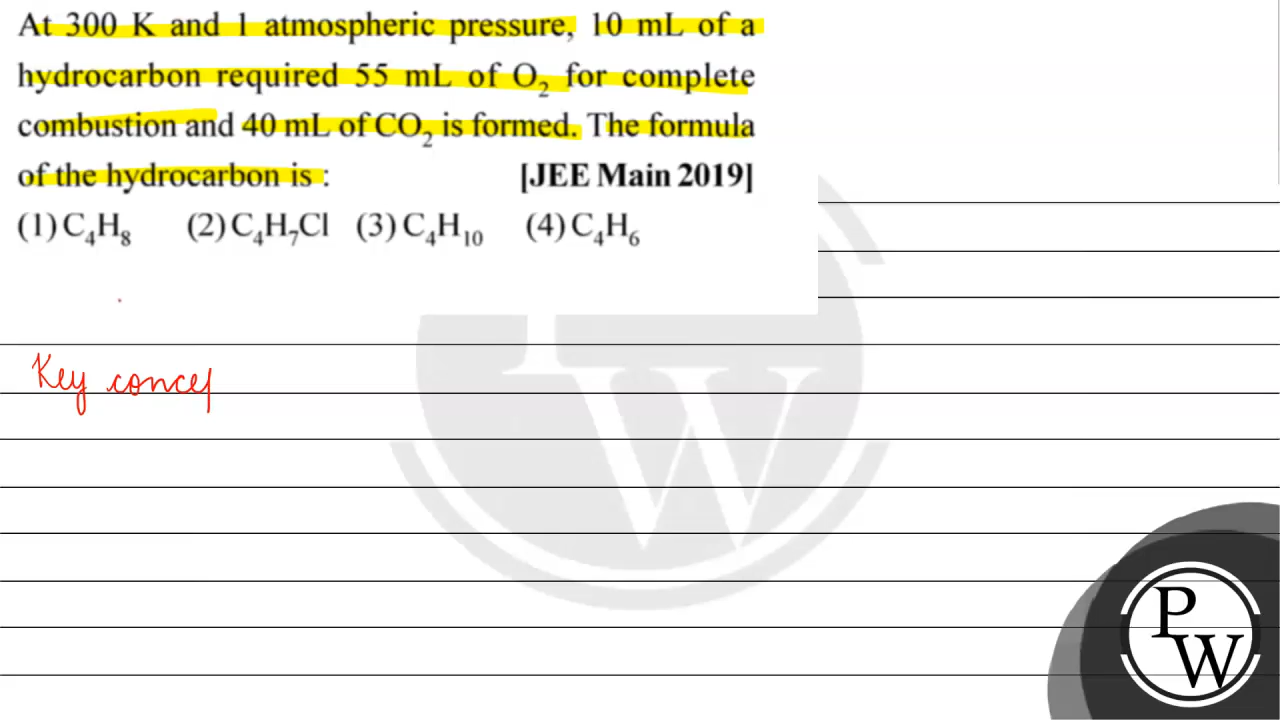 At 300 K and 1 atmospheric pressure, 10 mL of a
hydrocarbon required 55 mL of O₂ for complete
combustion and 40 mL of CO₂ is formed. The formula
of the hydrocarbon is : [JEE Main 2019]
(1) C₄H₈ (2) C₄H₇Cl (3) C₄H₁₀ (4) C₄H₆
Key concep
PW
PW